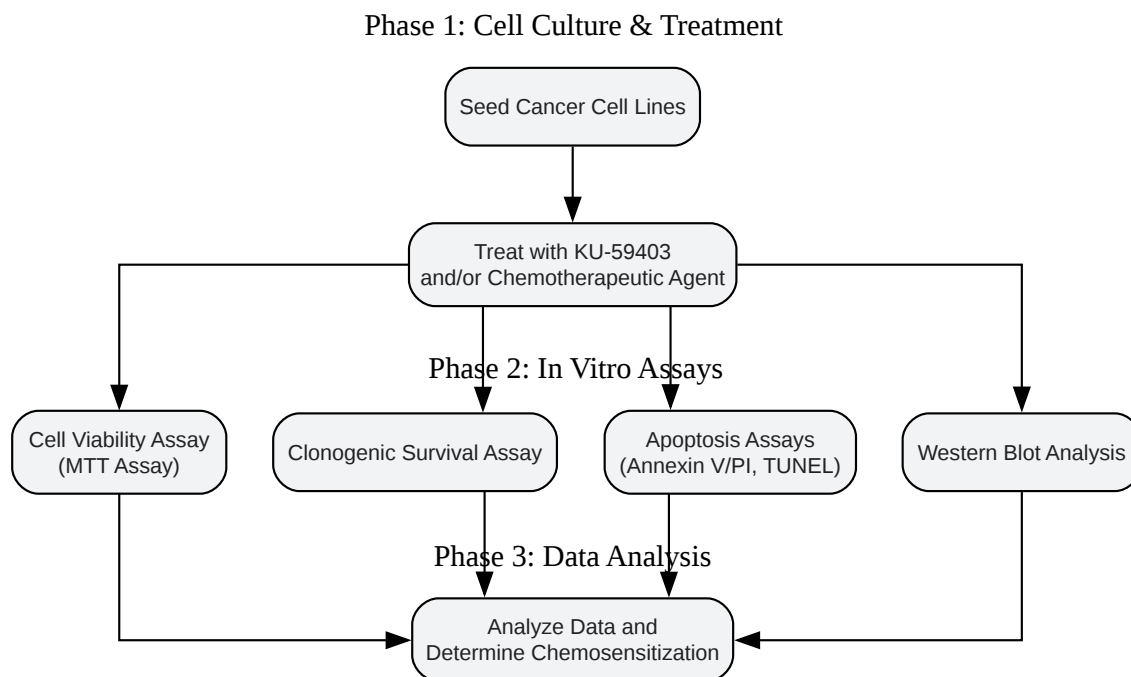 Phase 1: Cell Culture & Treatment
Seed Cancer Cell Lines
Treat with KU-59403
and/or Chemotherapeutic Agent
Phase 2: In Vitro Assays
Cell Viability Assay
(MTT Assay)
Clonogenic Survival Assay
Apoptosis Assays
(Annexin V/PI, TUNEL)
Western Blot Analysis
Phase 3: Data Analysis
Analyze Data and
Determine Chemosensitization